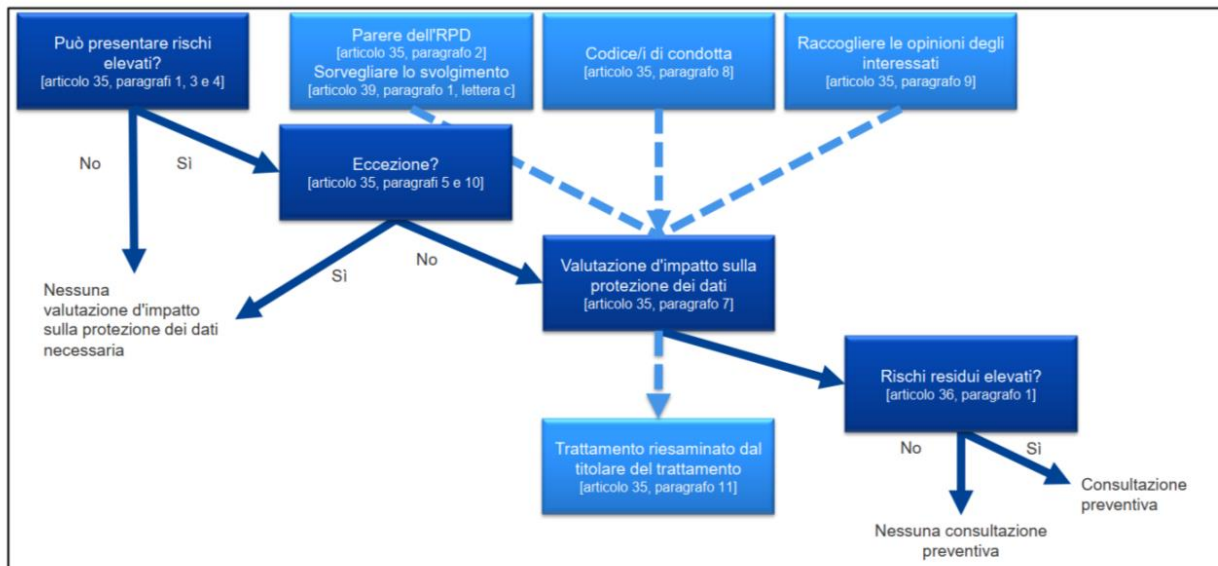 Può presentare rischi
elevati?
[articolo 35, paragrafi 1, 3 e 4]
Parere dell'RPD
[articolo 35, paragrafo 2]
Sorvegliare lo svolgimento
[articolo 39, paragrafo 1, lettera c]
Codice/i di condotta
[articolo 35, paragrafo 8]
Raccogliere le opinioni degli
interessati
[articolo 35, paragrafo 9]
No
Sì
Eccezione?
[articolo 35, paragrafi 5 e 10]
Sì
No
Nessuna
valutazione d'impatto
sulla protezione dei dati
necessaria
Valutazione d'impatto sulla
protezione dei dati
[articolo 35, paragrafo 7]
Rischi residui elevati?
[articolo 36, paragrafo 1]
Trattamento riesaminato dal
titolare del trattamento
[articolo 35, paragrafo 11]
No
Sì
Consultazione
preventiva
Nessuna consultazione
preventiva